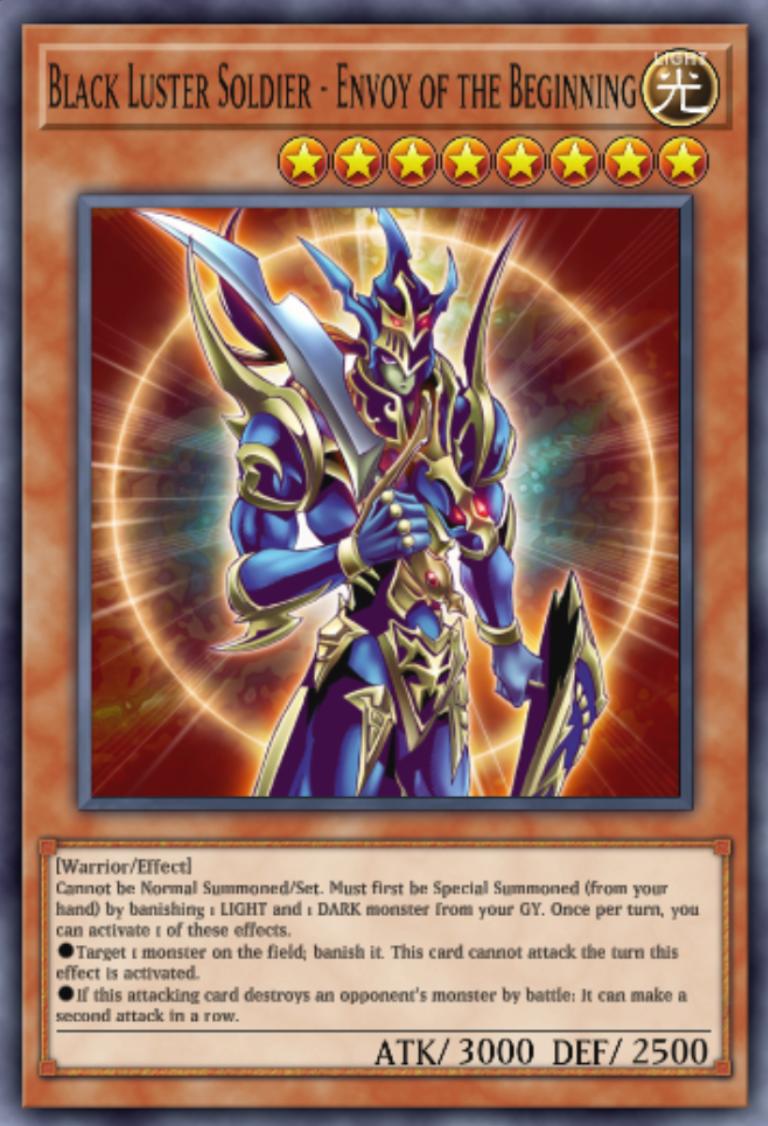 BLACK LUSTER SOLDIER - ENVOY OF THE BEGINNING
LIGHT
光
[Warrior/Effect]
Cannot be Normal Summoned/Set. Must first be Special Summoned (from your
hand) by banishing 1 LIGHT and 1 DARK monster from your GY. Once per turn, you
can activate 1 of these effects.
●Target 1 monster on the field; banish it. This card cannot attack the turn this
effect is activated.
●If this attacking card destroys an opponent's monster by battle: It can make a
second attack in a row.
ATK/ 3000 DEF/ 2500